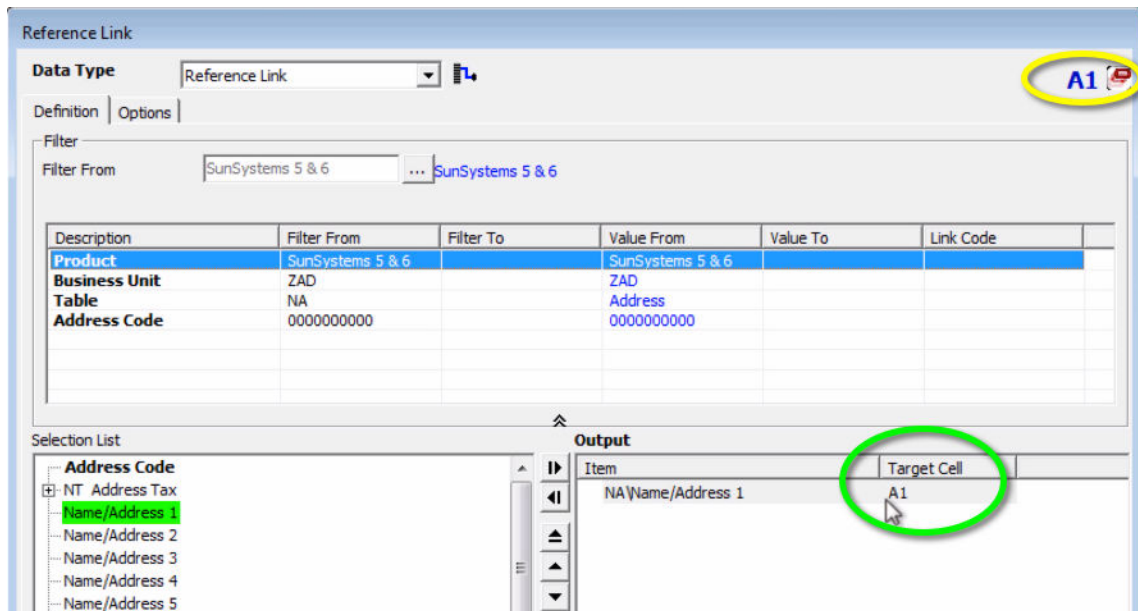 Reference Link
Data Type Reference Link A1
Definition Options
Filter
Filter From SunSystems 5 & 6 ... SunSystems 5 & 6
Description Filter From Filter To Value From Value To Link Code
Product SunSystems 5 & 6 SunSystems 5 & 6
Business Unit ZAD ZAD
Table NA Address
Address Code 0000000000 0000000000
Selection List Output
Address Code Item Target Cell
NT Address Tax NA\Name/Address 1 A1
Name/Address 1
Name/Address 2
Name/Address 3
Name/Address 4
Name/Address 5